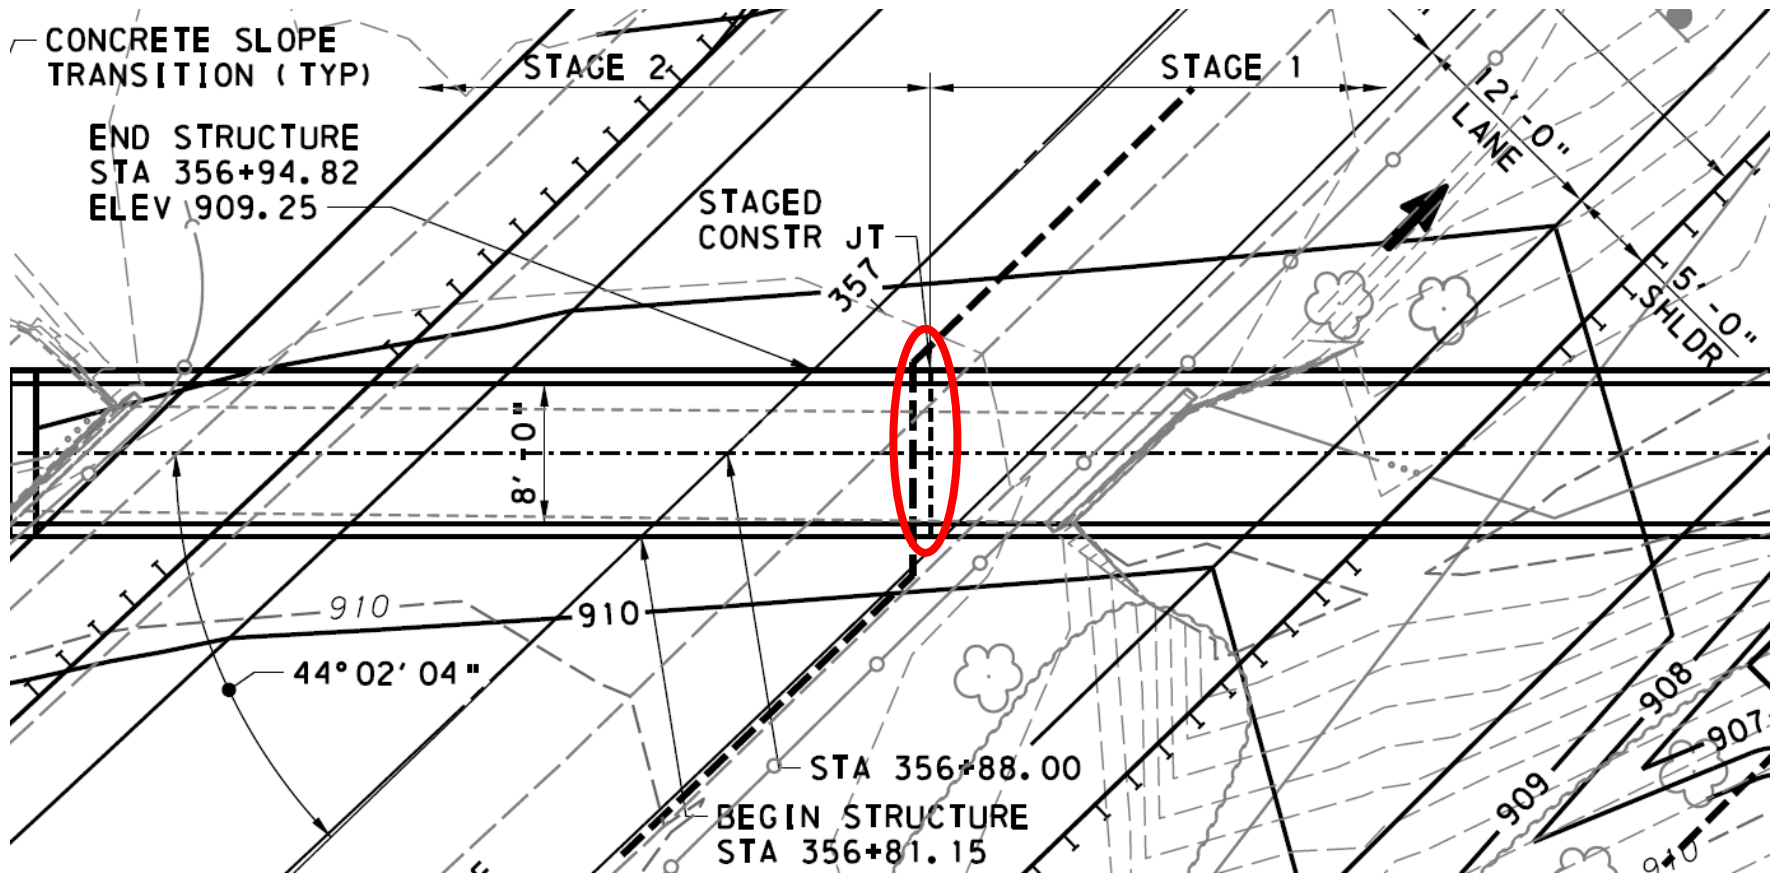 CONCRETE SLOPE
TRANSITION (TYP)
STAGE 2
STAGE 1
12'-0"
LANE
END STRUCTURE
STA 356+94.82
ELEV 909.25
STAGED
CONSTR JT
357
5'-0"
SHLDR
8'-0"
910
910
44°02'04"
STA 356+88.00
BEGIN STRUCTURE
STA 356+81.15
908
907
909
910